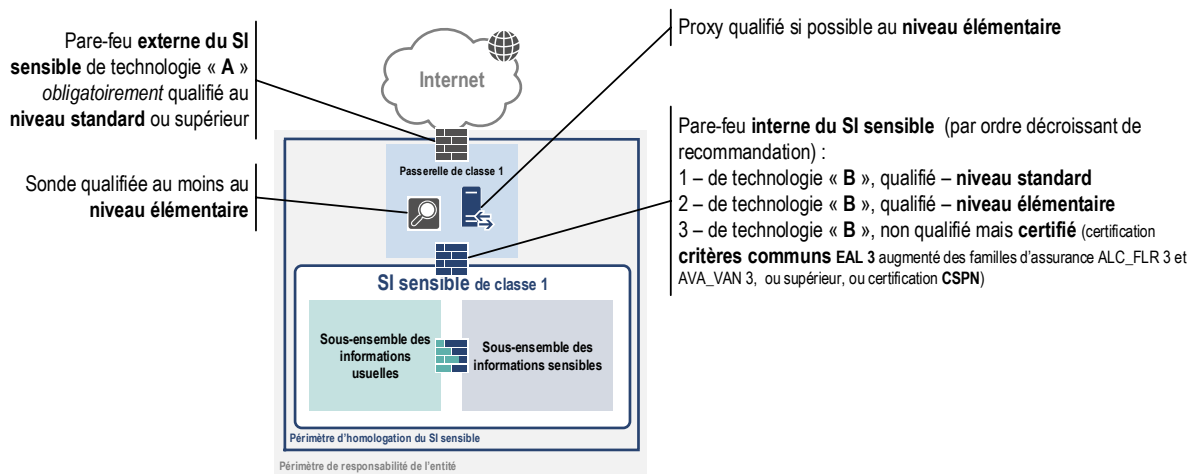 Pare-feu externe du SI
sensible de technologie « A »
obligatoirement qualifié au
niveau standard ou supérieur
Sonde qualifiée au moins au
niveau élémentaire
Internet
Passerelle de classe 1
SI sensible de classe 1
Sous-ensemble des
informations
usuelles
Sous-ensemble des
informations sensibles
Périmètre d'homologation du SI sensible
Périmètre de responsabilité de l'entité
Proxy qualifié si possible au niveau élémentaire
Pare-feu interne du SI sensible (par ordre décroissant de
recommandation) :
1 – de technologie « B », qualifié – niveau standard
2 – de technologie « B », qualifié – niveau élémentaire
3 – de technologie « B », non qualifié mais certifié (certification
critères communs EAL 3 augmenté des familles d'assurance ALC_FLR 3 et
AVA_VAN 3, ou supérieur, ou certification CSPN)